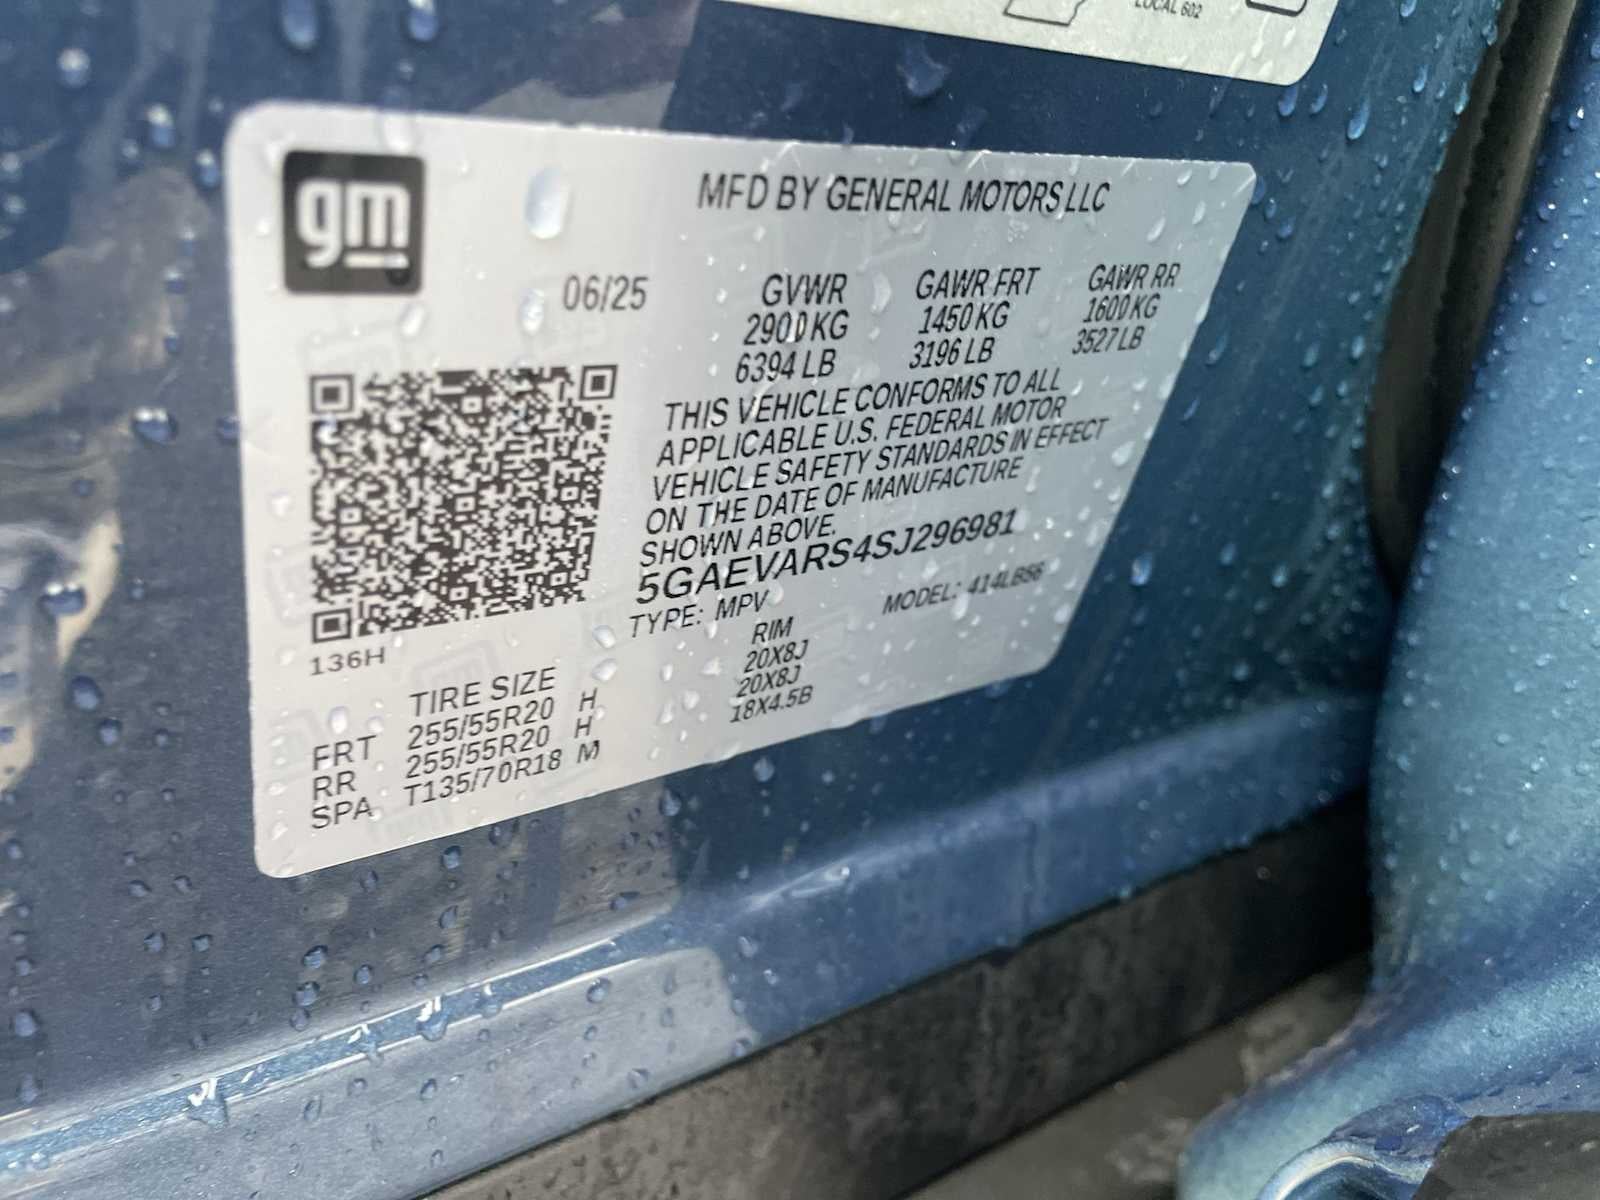 LOCAL 602
gm
MFD BY GENERAL MOTORS LLC
06/25
GVWR GAWR FRT GAWR RR
2900 KG 1450 KG 1600 KG
6394 LB 3196 LB 3527 LB
THIS VEHICLE CONFORMS TO ALL
APPLICABLE U.S. FEDERAL MOTOR
VEHICLE SAFETY STANDARDS IN EFFECT
ON THE DATE OF MANUFACTURE
SHOWN ABOVE.
5GAEVARS4SJ296981
TYPE: MPV MODEL: 414LBS6
136H
TIRE SIZE RIM
FRT 255/55R20 H 20X8J
RR 255/55R20 H 20X8J
SPA T135/70R18 M 18X4.5B